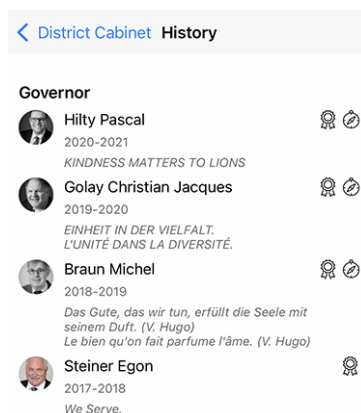 District Cabinet History
Governor
Hilty Pascal
2020-2021
KINDNESS MATTERS TO LIONS
Golay Christian Jacques
2019-2020
EINHEIT IN DER VIELFALT.
L'UNITÉ DANS LA DIVERSITÉ.
Braun Michel
2018-2019
Das Gute, das wir tun, erfüllt die Seele mit
seinem Duft. (V. Hugo)
Le bien qu'on fait parfume l'âme. (V. Hugo)
Steiner Egon
2017-2018
We Serve.